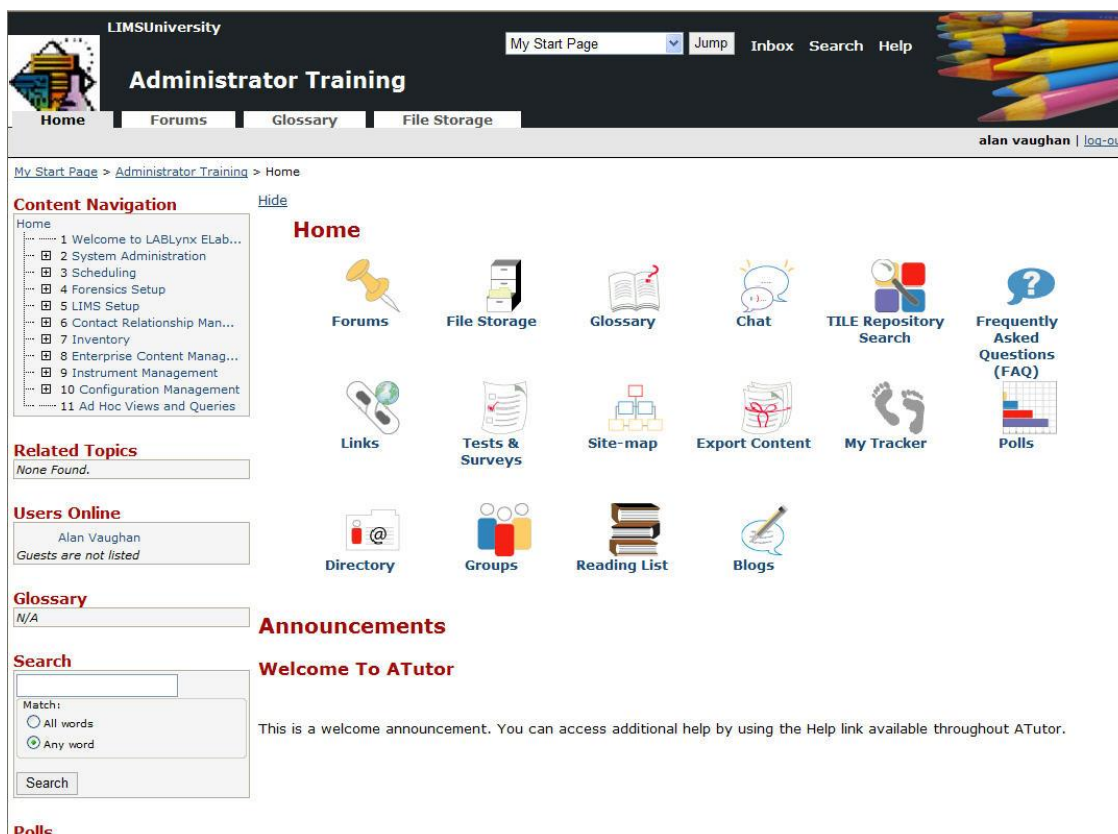 LIMSUniversity
My Start Page
Jump
Inbox Search Help
Administrator Training
Home
Forums
Glossary
File Storage
alan vaughan | log-ou
My Start Page > Administrator Training > Home
Content Navigation
Home
1 Welcome to LABLynx ELab...
2 System Administration
3 Scheduling
4 Forensics Setup
5 LIMS Setup
6 Contact Relationship Man...
7 Inventory
8 Enterprise Content Manag...
9 Instrument Management
10 Configuration Management
11 Ad Hoc Views and Queries
Related Topics
None Found.
Users Online
Alan Vaughan
Guests are not listed
Glossary
N/A
Search
Match:
All words
Any word
Search
Polls
Hide
Home
Forums
File Storage
Glossary
Chat
TILE Repository
Search
Frequently
Asked
Questions
(FAQ)
Links
Tests &
Surveys
Site-map
Export Content
My Tracker
Polls
Directory
Groups
Reading List
Blogs
Announcements
Welcome To ATutor
This is a welcome announcement. You can access additional help by using the Help link available throughout ATutor.